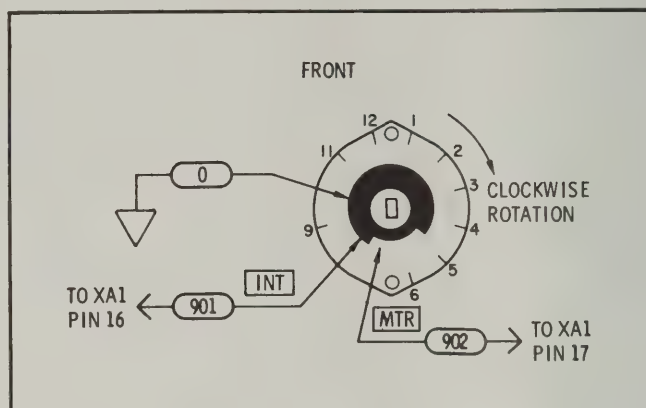 FRONT
12 1
11 2
0
3
CLOCKWISE
ROTATION
9 4
5
INT
6
TO XA1
PIN 16
901
MTR
902
TO XA1
PIN 17